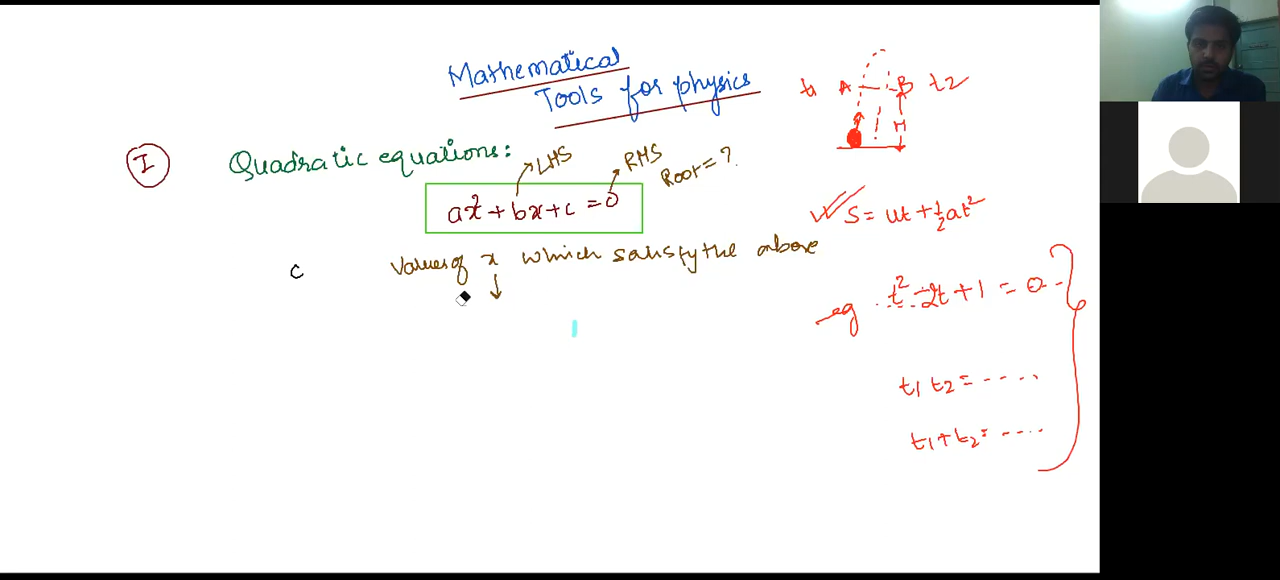 Mathematical
Tools for physics
I Quadratic equations:
LHS
RHS
Root = ?
ax² + bx + c = 0
Values of x which satisfy the above
c
t1 A B t2
H
S = ut + ½at²
eg t² - 2t + 1 = 0
t1 t2 = ....
t1 + t2 = ....